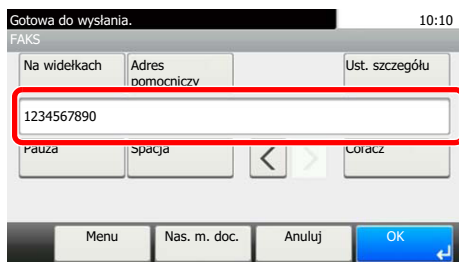 Gotowa do wysłania. 10:10
FAKS
Na widełkach Adres pomocniczy Ust. szczegółu
1234567890
Pauza Spacja < > Coracz
Menu Nas. m. doc. Anuluj OK